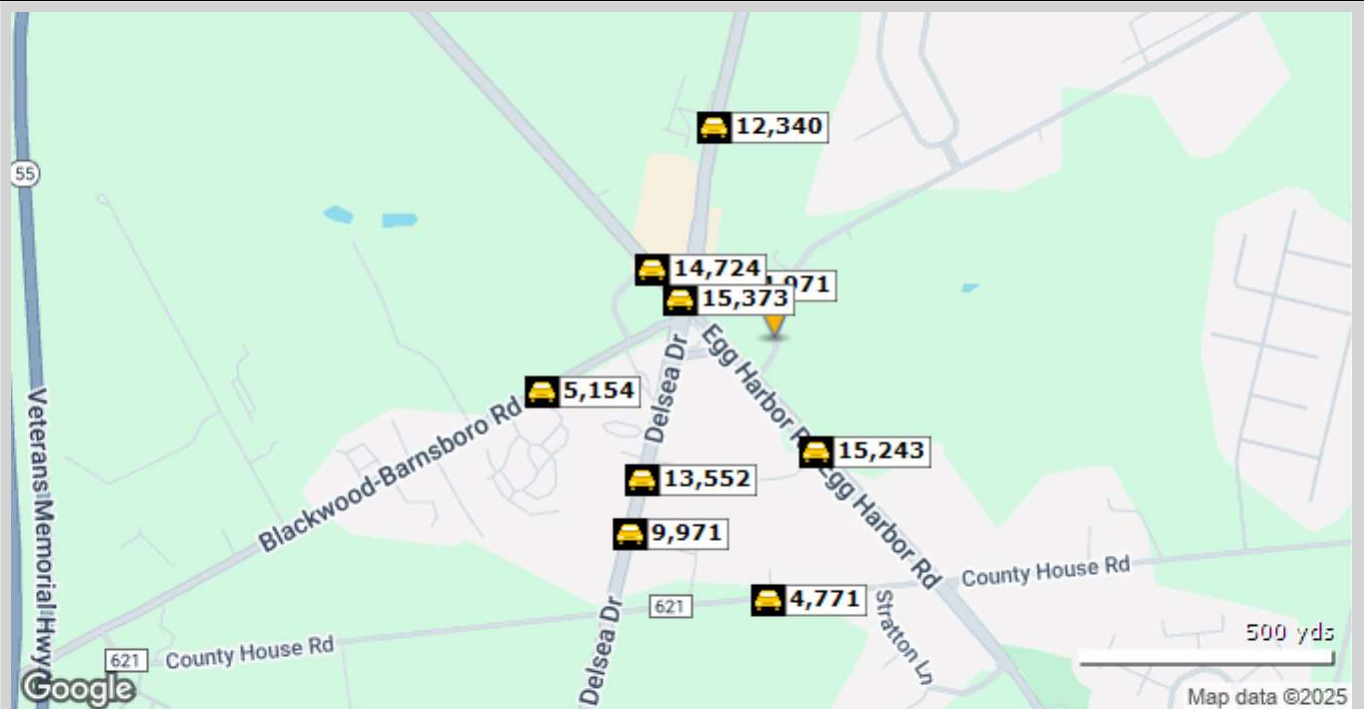 12,340
55
14,724
971
15,373
Egg Harbor R
Delsea Dr
5,154
Blackwood-Barnsboro Rd
15,243
13,552
Egg Harbor Rd
9,971
Veterans Memorial Hwy
County House Rd
4,771
621
Stratton Ln
Delsea Dr
500 yds
621
County House Rd
Google
Map data ©2025